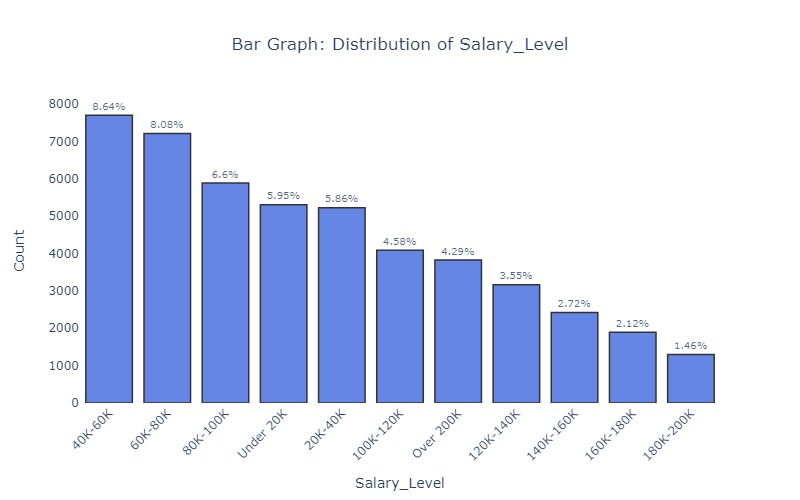 Bar Graph: Distribution of Salary_Level
8000
7000
6000
5000
4000
3000
2000
1000
0
Count
8.64%
8.08%
6.6%
5.95%
5.86%
4.58%
4.29%
3.55%
2.72%
2.12%
1.46%
40K-60K
60K-80K
80K-100K
Under 20K
20K-40K
100K-120K
Over 200K
120K-140K
140K-160K
160K-180K
180K-200K
Salary_Level